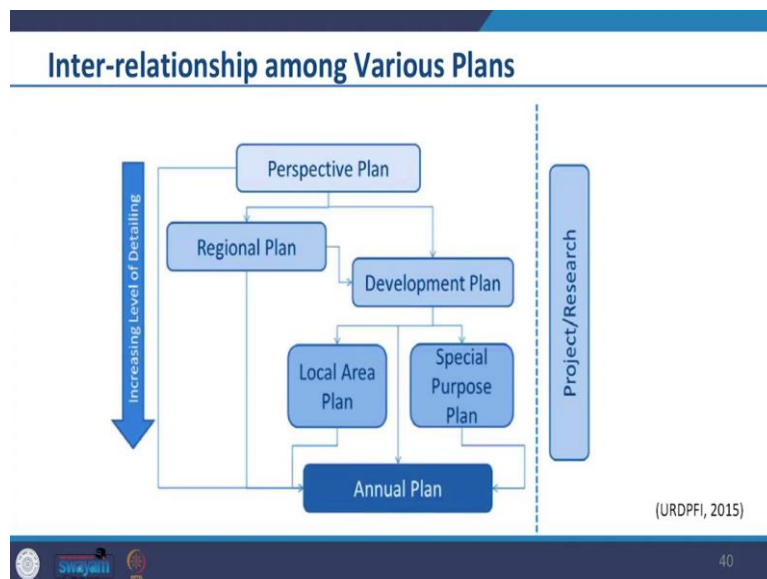 Inter-relationship among Various Plans
Increasing Level of Detailing
Perspective Plan
Regional Plan
Development Plan
Local Area
Plan
Special
Purpose
Plan
Annual Plan
Project/Research
(URDPFI, 2015)
swayam
40